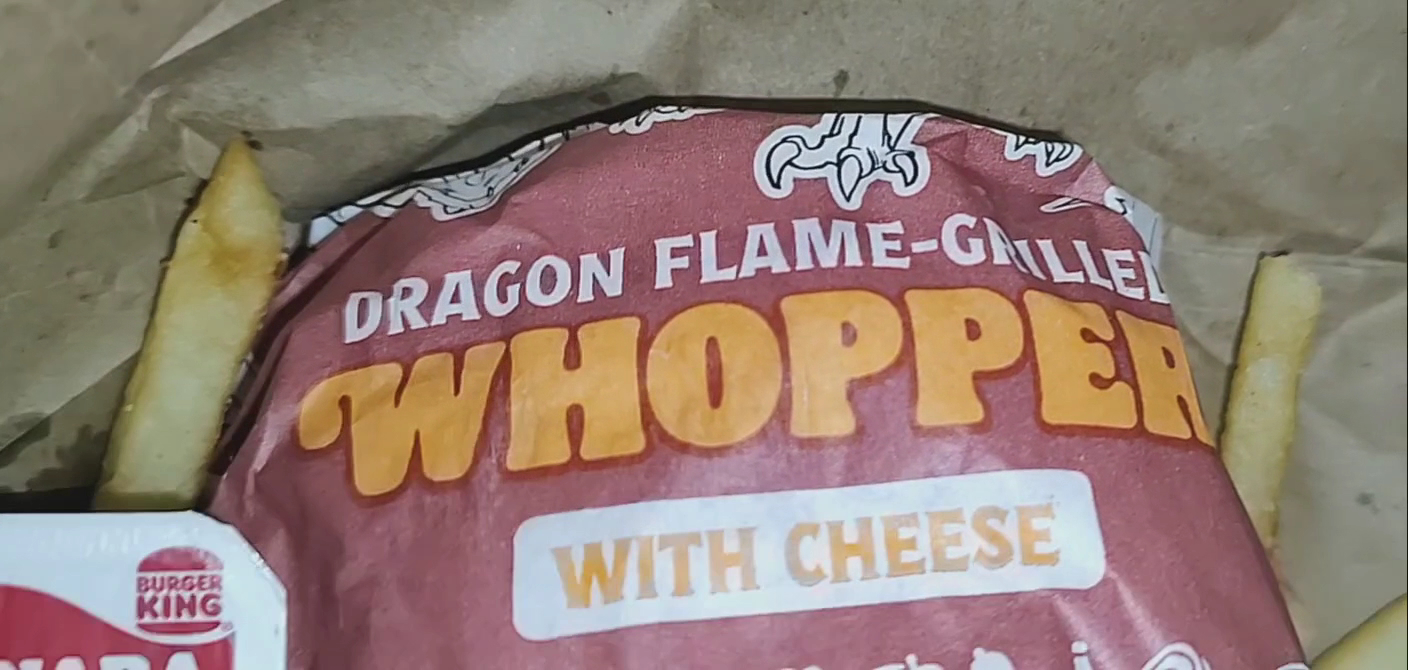 DRAGON FLAME-GRILLED
WHOPPER
WITH CHEESE
BURGER
KING